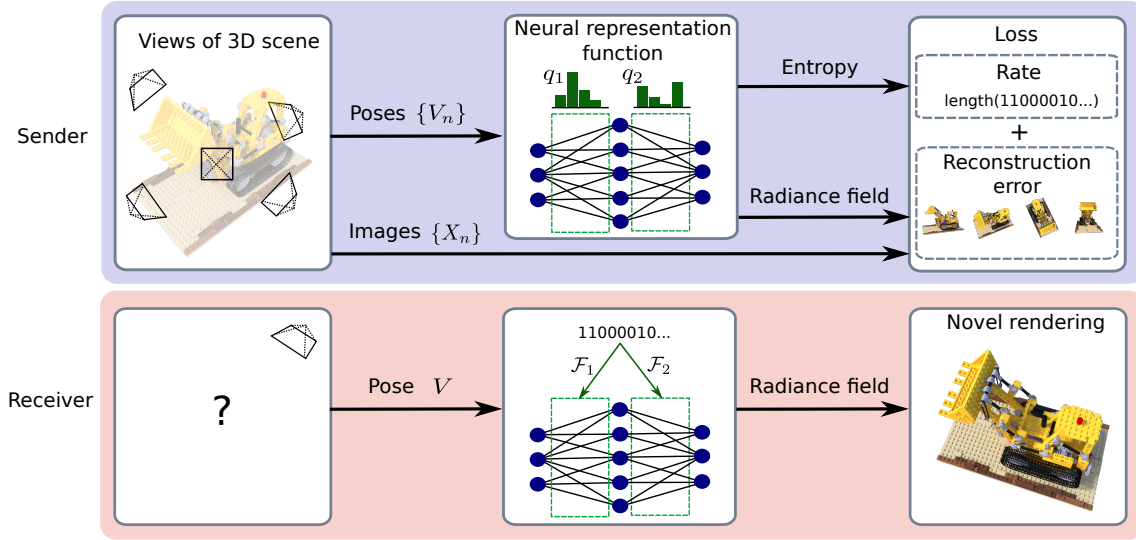 Sender
Views of 3D scene
Poses {Vₙ}
Images {Xₙ}
Neural representation
function
q₁ q₂
Entropy
Radiance field
Loss
Rate
length(11000010...)
+
Reconstruction
error
Receiver
?
Pose V
11000010...
ℱ₁ ℱ₂
Radiance field
Novel rendering